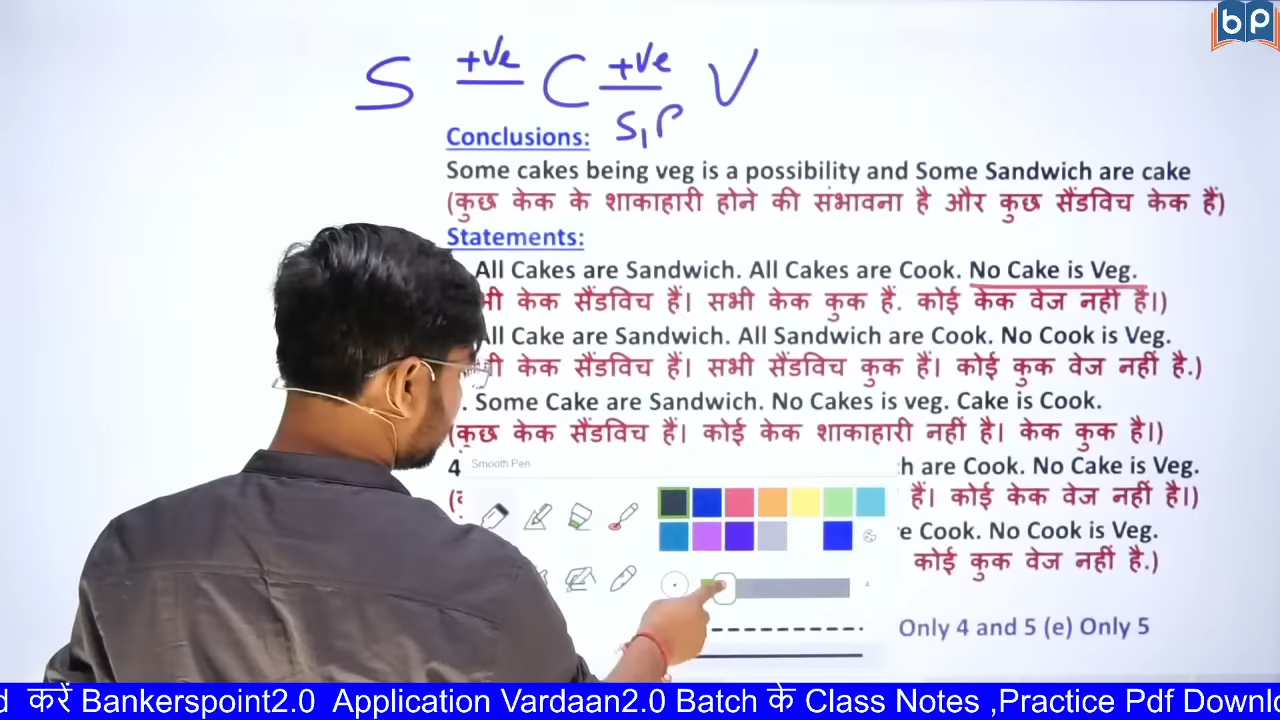 bp
S +ve C +ve V
S, P
Conclusions:
Some cakes being veg is a possibility and Some Sandwich are cake
(कुछ केक के शाकाहारी होने की संभावना है और कुछ सैंडविच केक हैं)
Statements:
All Cakes are Sandwich. All Cakes are Cook. No Cake is Veg.
केक सैंडविच हैं। सभी केक कुक हैं. कोई केक वेज नहीं है।)
All Cake are Sandwich. All Sandwich are Cook. No Cook is Veg.
केक सैंडविच हैं। सभी सैंडविच कुक हैं। कोई कुक वेज नहीं है.)
. Some Cake are Sandwich. No Cakes is veg. Cake is Cook.
(कुछ केक सैंडविच हैं। कोई केक शाकाहारी नहीं है। केक कुक है।)
4 are Cook. No Cake is Veg.
हैं। कोई केक वेज नहीं है।)
Cook. No Cook is Veg.
कोई कुक वेज नहीं है.)
Smooth Pen
Only 4 and 5 (e) Only 5
करें Bankerspoint2.0 Application Vardaan2.0 Batch के Class Notes ,Practice Pdf